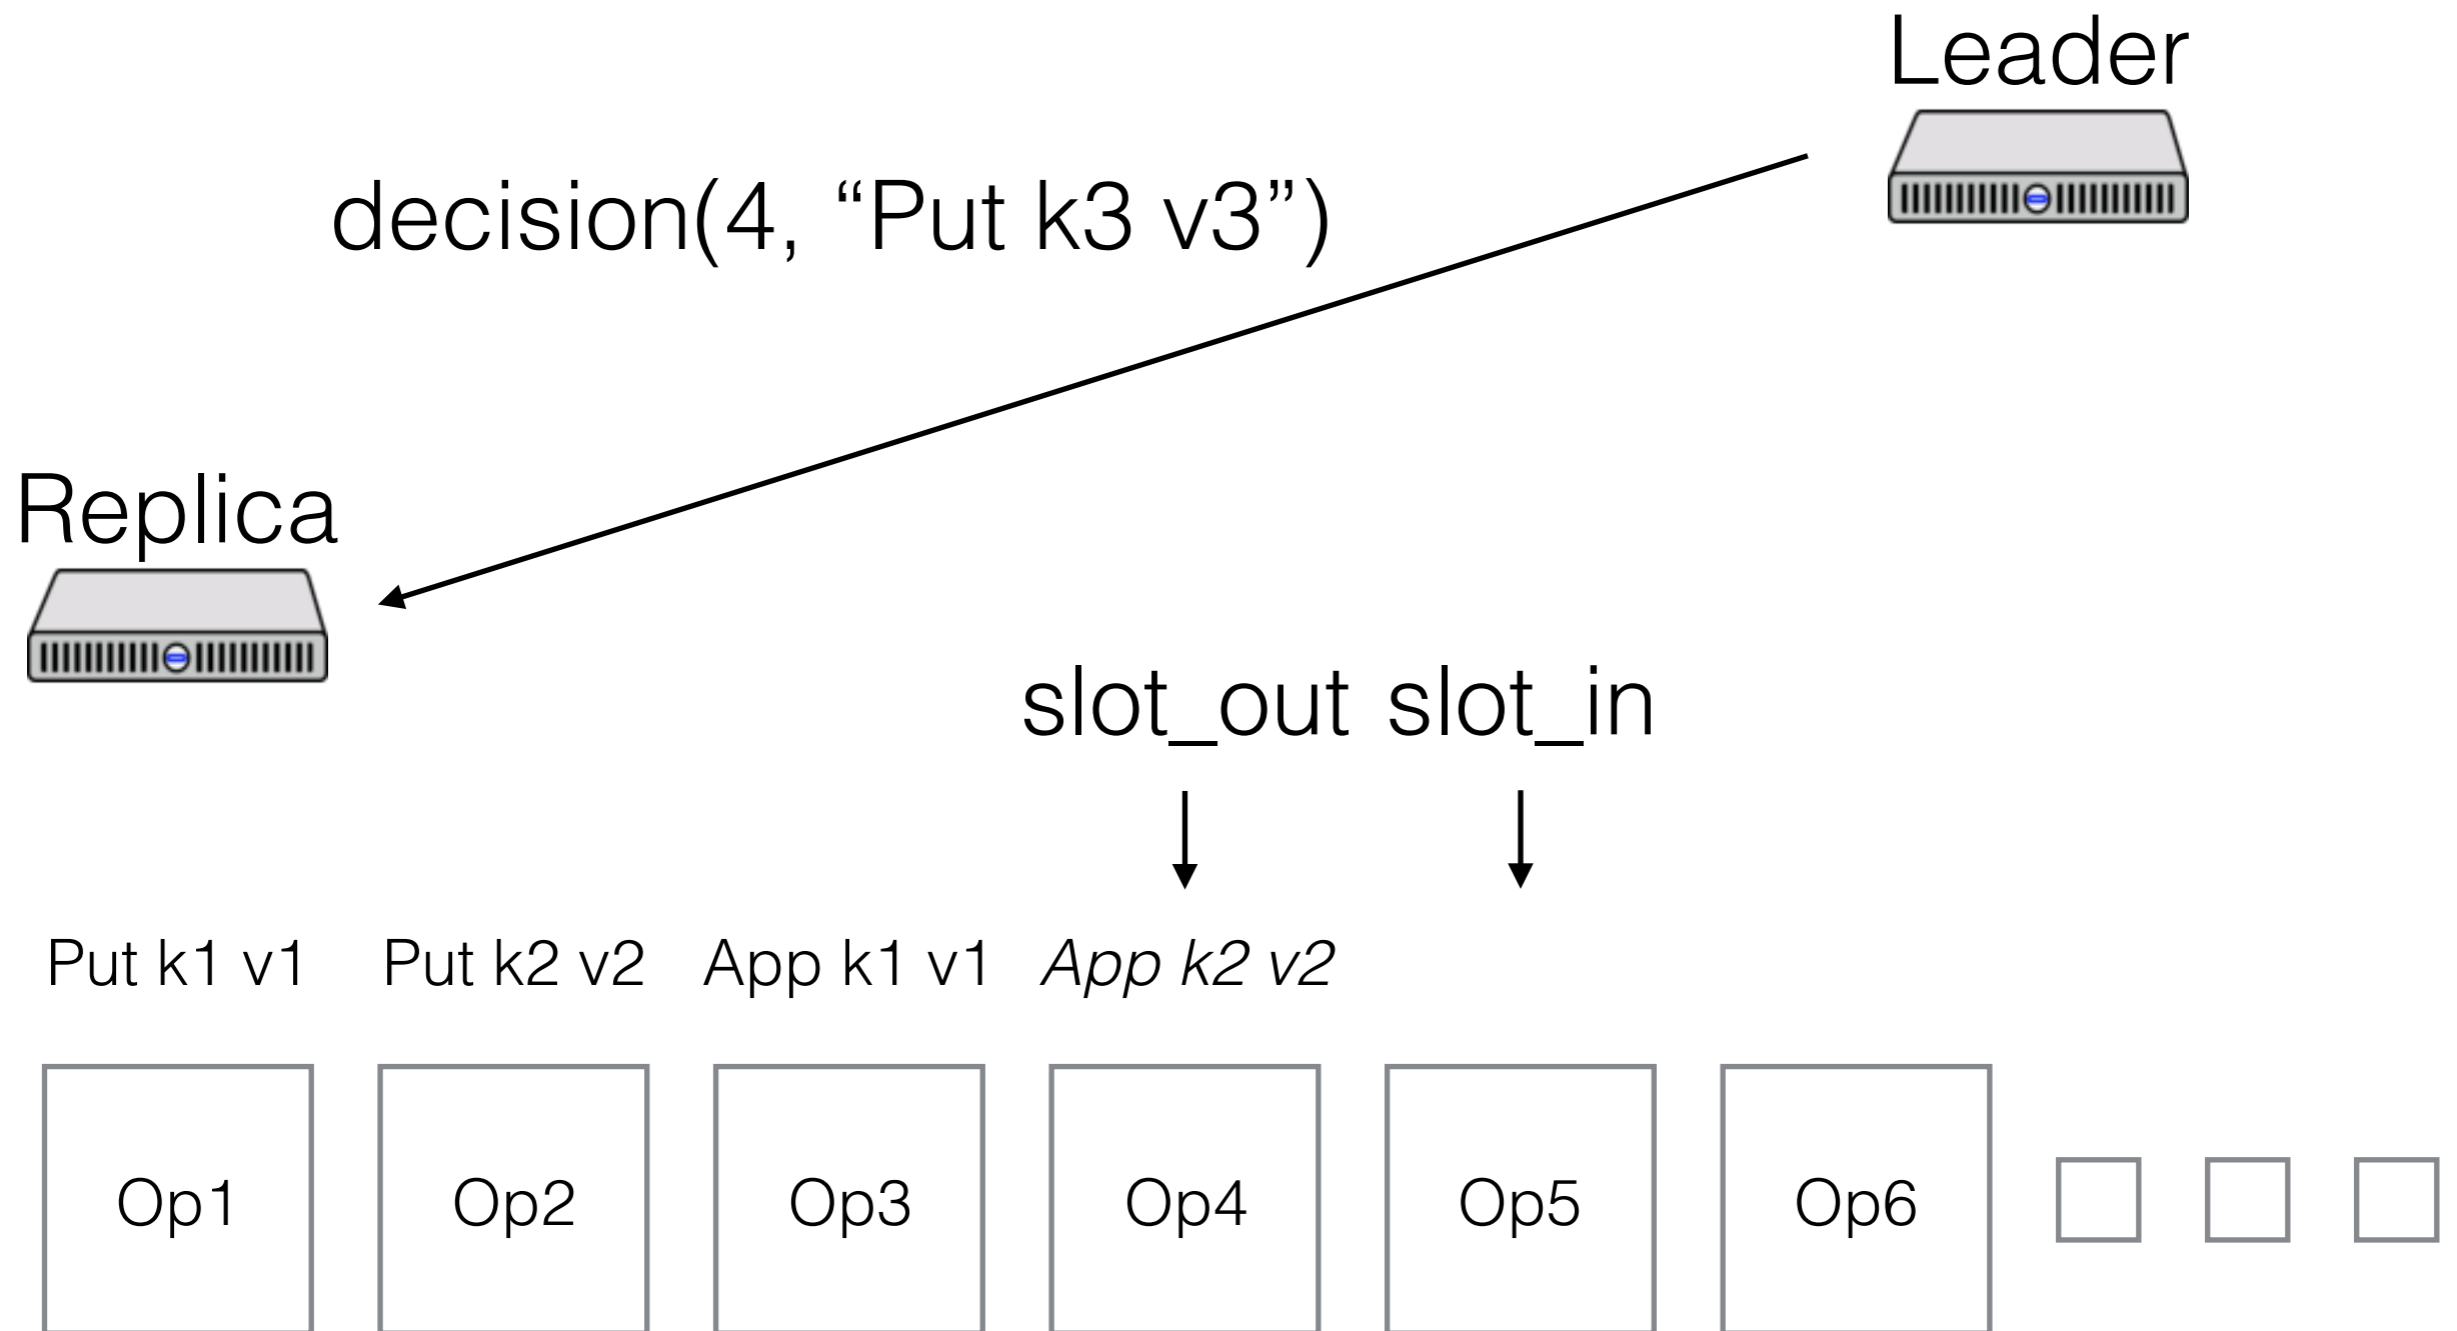 Leader
decision(4, “Put k3 v3”)
Replica
slot_out slot_in
Put k1 v1 Put k2 v2 App k1 v1 App k2 v2
Op1 Op2 Op3 Op4 Op5 Op6